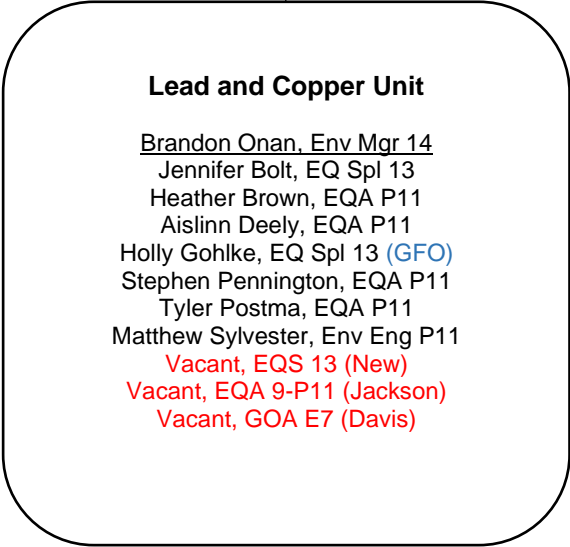 Lead and Copper Unit
Brandon Onan, Env Mgr 14
Jennifer Bolt, EQ Spl 13
Heather Brown, EQA P11
Aislinn Deely, EQA P11
Holly Gohlke, EQ Spl 13 (GFO)
Stephen Pennington, EQA P11
Tyler Postma, EQA P11
Matthew Sylvester, Env Eng P11
Vacant, EQS 13 (New)
Vacant, EQA 9-P11 (Jackson)
Vacant, GOA E7 (Davis)